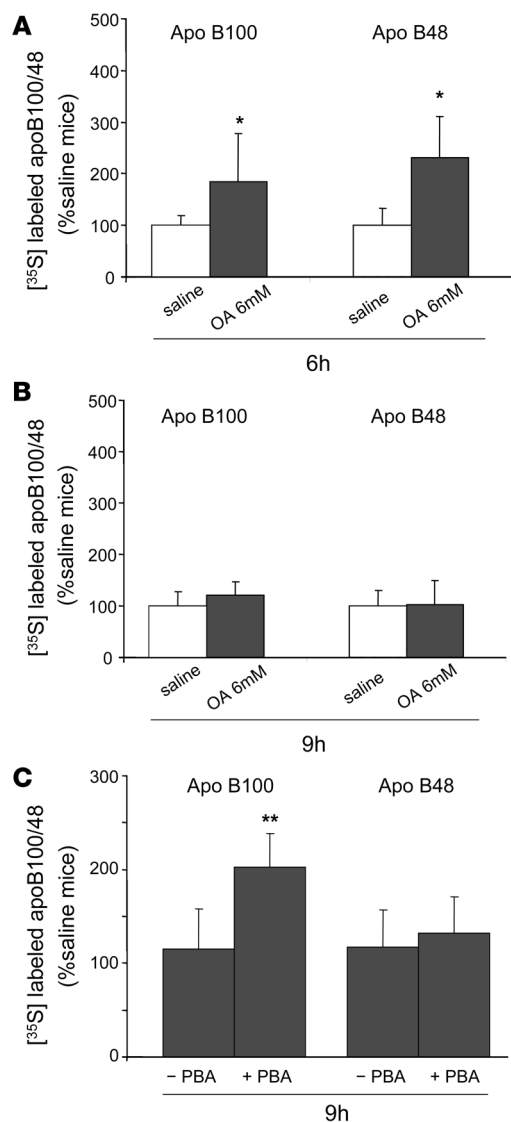 A
[³⁵S] labeled apoB100/48
(%saline mice)
500
400
300
200
100
0
Apo B100
Apo B48
*
*
saline
OA 6mM
saline
OA 6mM
6h
B
[³⁵S] labeled apoB100/48
(%saline mice)
500
400
300
200
100
0
Apo B100
Apo B48
saline
OA 6mM
saline
OA 6mM
9h
C
[³⁵S] labeled apoB100/48
(%saline mice)
300
200
100
0
Apo B100
Apo B48
**
– PBA
+ PBA
– PBA
+ PBA
9h